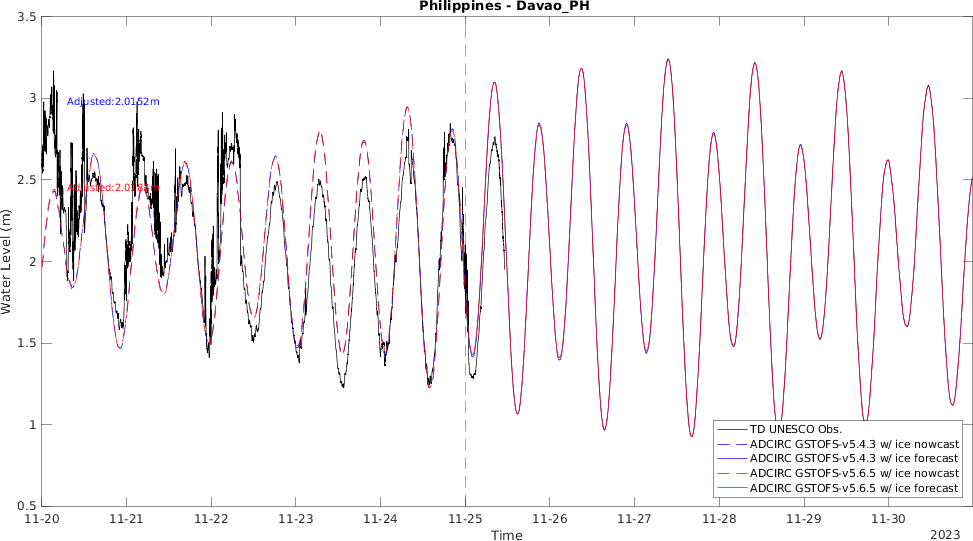 Philippines - Davao_PH
3.5
3
2.5
2
1.5
1
0.5
Water Level (m)
Adjusted:2.0152m
11-20
11-21
11-22
11-23
11-24
11-25
11-26
11-27
11-28
11-29
11-30
Time
2023
TD UNESCO Obs.
ADCIRC GSTOFS-v5.4.3 w/ ice nowcast
ADCIRC GSTOFS-v5.4.3 w/ ice forecast
ADCIRC GSTOFS-v5.6.5 w/ ice nowcast
ADCIRC GSTOFS-v5.6.5 w/ ice forecast